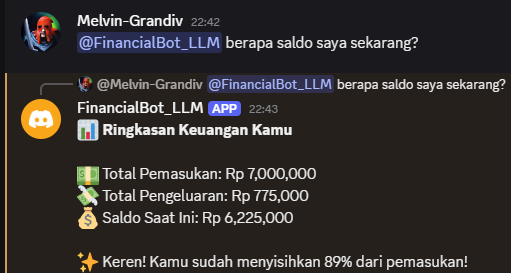 Melvin-Grandiv 22:42
@FinancialBot_LLM berapa saldo saya sekarang?
@Melvin-Grandiv @FinancialBot_LLM berapa saldo saya sekarang?
FinancialBot_LLM APP 22:43
📊 Ringkasan Keuangan Kamu
💵 Total Pemasukan: Rp 7,000,000
💸 Total Pengeluaran: Rp 775,000
💰 Saldo Saat Ini: Rp 6,225,000
✨ Keren! Kamu sudah menyisihkan 89% dari pemasukan!